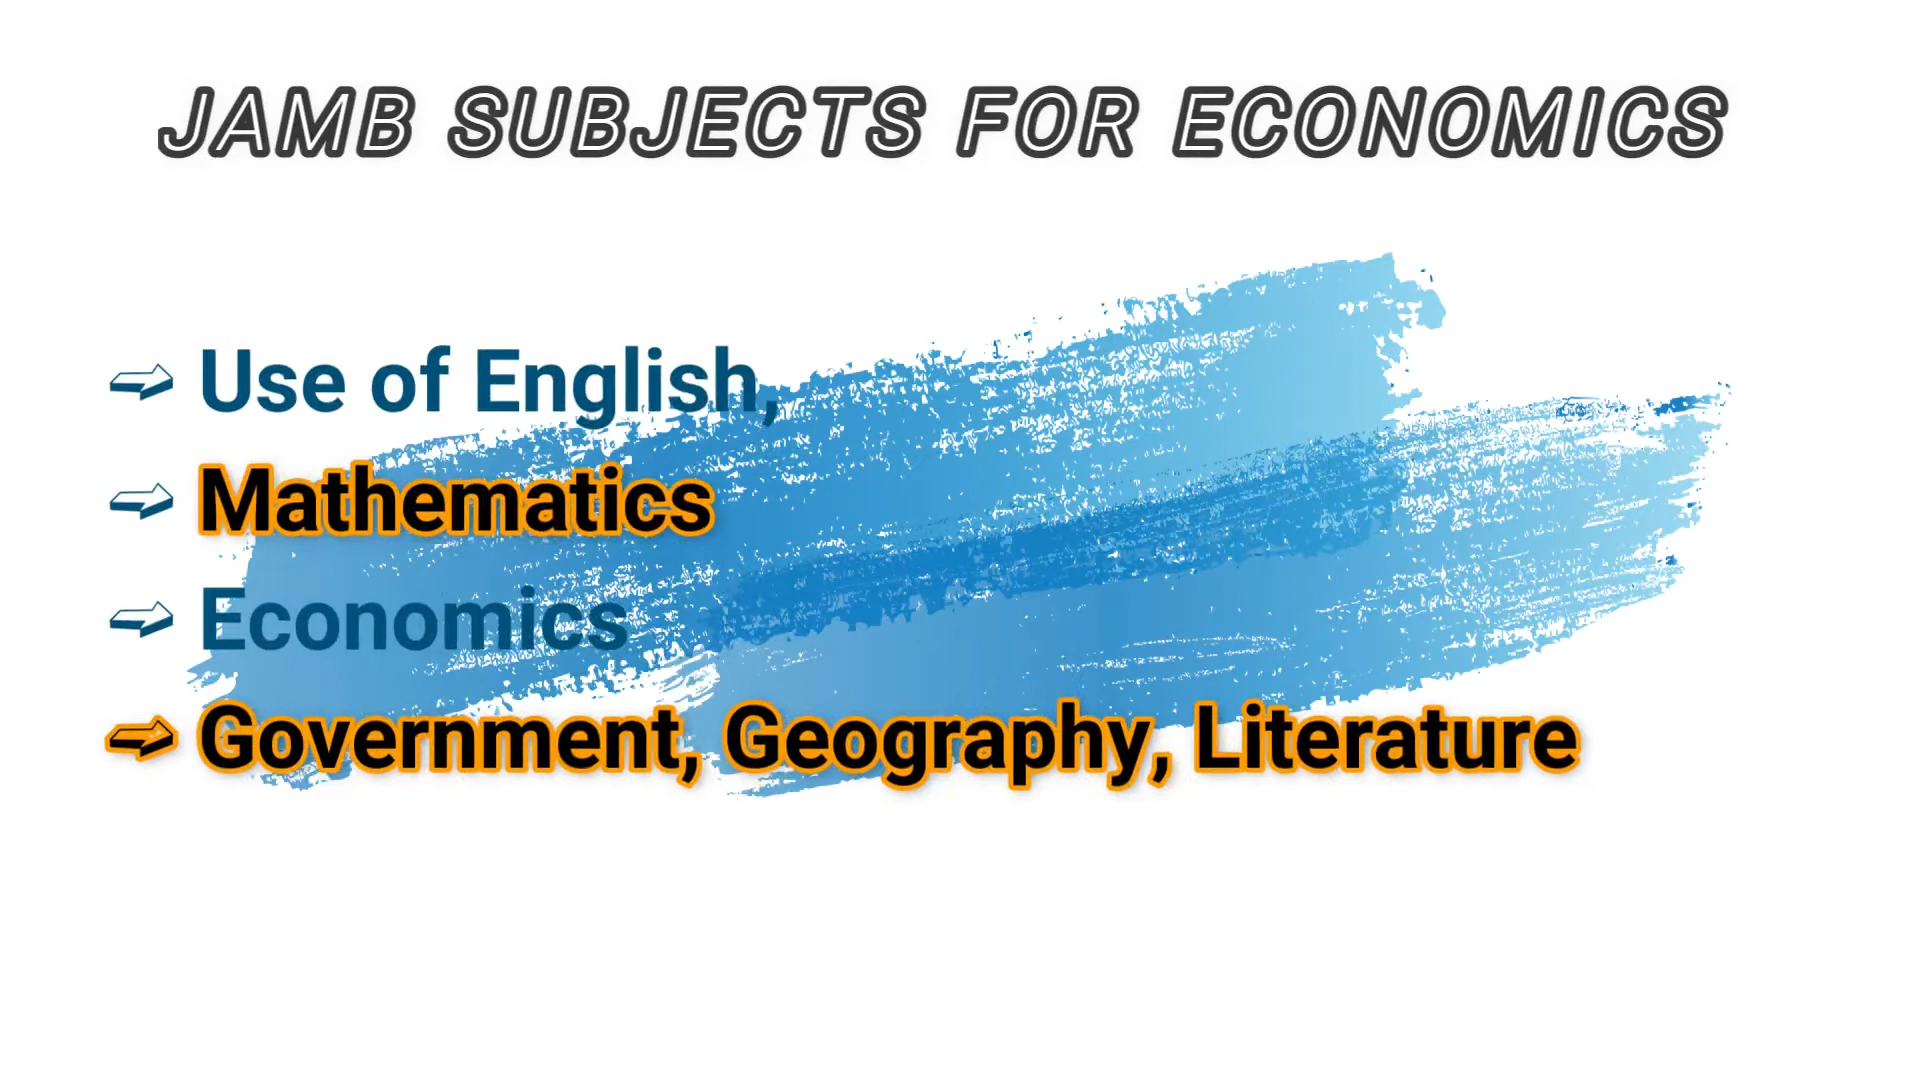 JAMB SUBJECTS FOR ECONOMICS
➩ Use of English,
➩ Mathematics
➩ Economics
➩ Government, Geography, Literature